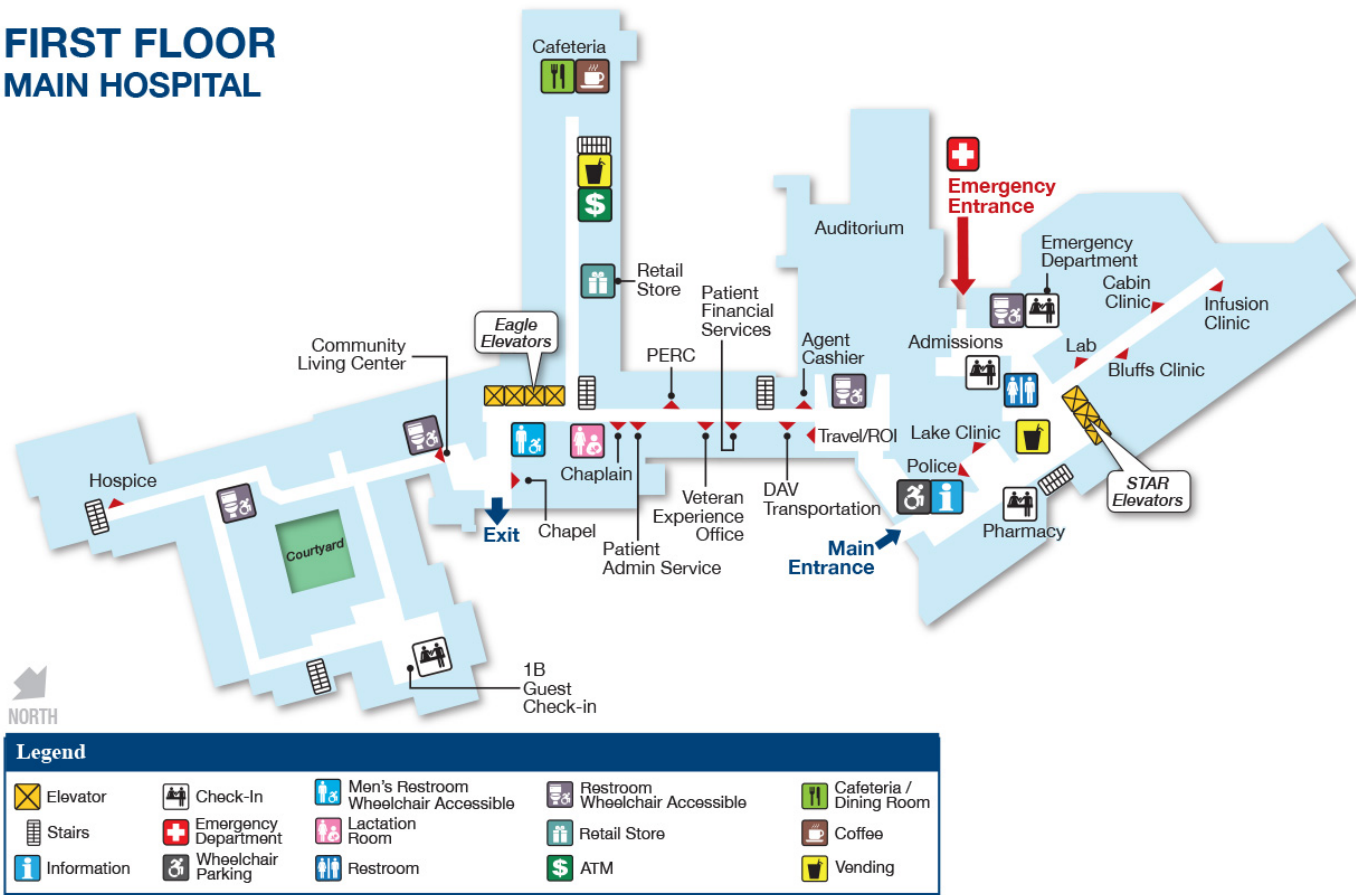 FIRST FLOOR
MAIN HOSPITAL
Cafeteria
Emergency
Entrance
Auditorium
Emergency
Department
Retail
Store
Patient
Financial
Services
Cabin
Clinic
Infusion
Clinic
Eagle
Elevators
Community
Living Center
PERC
Agent
Cashier
Admissions
Lab
Bluffs Clinic
Travel/ROI
Lake Clinic
Chaplain
Police
Hospice
STAR
Elevators
Veteran
Experience
Office
DAV
Transportation
Pharmacy
Exit
Chapel
Patient
Admin Service
Main
Entrance
Courtyard
1B
Guest
Check-in
NORTH
Legend
Elevator
Check-In
Men's Restroom
Wheelchair Accessible
Restroom
Wheelchair Accessible
Cafeteria /
Dining Room
Stairs
Emergency
Department
Lactation
Room
Retail Store
Coffee
Information
Wheelchair
Parking
Restroom
ATM
Vending